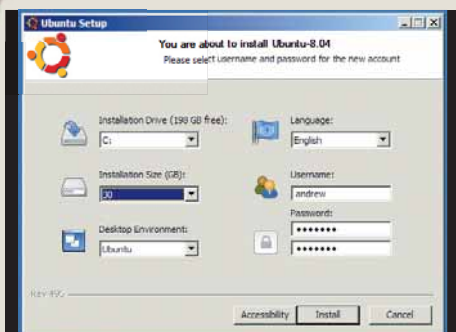 Ubuntu Setup
You are about to install Ubuntu-8.04
Please select username and password for the new account
Installation Drive (198 GB free):
C:
Language:
English
Installation Size (GB):
30
Username:
andrew
Password:
•••••••
•••••••
Desktop Environment:
Ubuntu
Rev 495
Accessibility
Install
Cancel